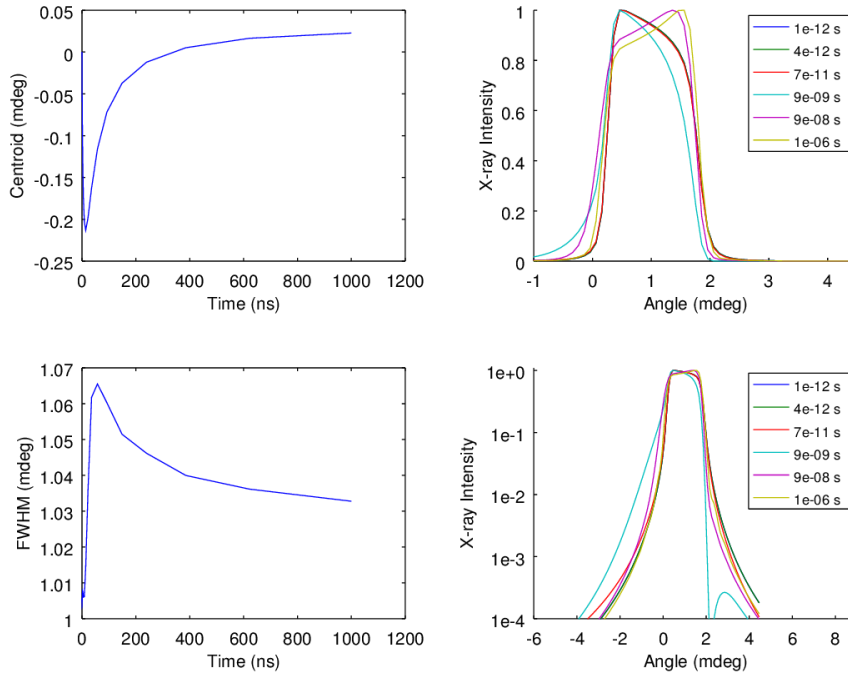 0.05
0
-0.05
-0.1
-0.15
-0.2
-0.25
Centroid (mdeg)
0 200 400 600 800 1000 1200
Time (ns)
1
0.8
0.6
0.4
0.2
0
X-ray Intensity
-1 0 1 2 3 4
Angle (mdeg)
1e-12 s
4e-12 s
7e-11 s
9e-09 s
9e-08 s
1e-06 s
1.07
1.06
1.05
1.04
1.03
1.02
1.01
1
FWHM (mdeg)
0 200 400 600 800 1000 1200
Time (ns)
1e+0
1e-1
1e-2
1e-3
1e-4
X-ray Intensity
-6 -4 -2 0 2 4 6 8
Angle (mdeg)
1e-12 s
4e-12 s
7e-11 s
9e-09 s
9e-08 s
1e-06 s